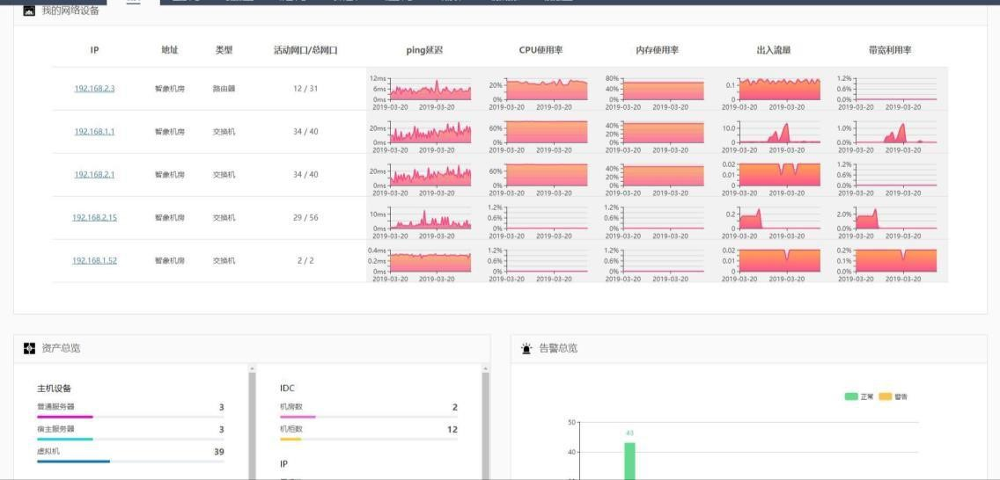 我的网络设备
IP 地址 类型 活动网口/总网口 ping延迟 CPU使用率 内存使用率 出入流量 带宽利用率
192.168.2.3 智象机房 路由器 12 / 31
12ms 6ms 0ms 2019-03-20 2019-03-20
20% 0% 2019-03-20 2019-03-20
80% 40% 0% 2019-03-20 2019-03-20
0.1 0.0 2019-03-20 2019-03-20
1.2% 0.6% 0.0% 2019-03-20 2019-03-20
192.168.1.1 智象机房 交换机 34 / 40
20ms 0ms 2019-03-20 2019-03-20
60% 0% 2019-03-20 2019-03-20
40% 20% 0% 2019-03-20 2019-03-20
10.0 0.0 2019-03-20 2019-03-20
1.0% 0.0% 2019-03-20 2019-03-20
192.168.2.1 智象机房 交换机 34 / 40
20ms 0ms 2019-03-20 2019-03-20
60% 0% 2019-03-20 2019-03-20
40% 20% 0% 2019-03-20 2019-03-20
0.02 0.01 0 2019-03-20 2019-03-20
1.2% 0.6% 0.0% 2019-03-20 2019-03-20
192.168.2.15 智象机房 交换机 29 / 56
10ms 0ms 2019-03-20 2019-03-20
1.2% 0.6% 0% 2019-03-20 2019-03-20
1.2% 0.6% 0% 2019-03-20 2019-03-20
0.2 0.0 2019-03-20 2019-03-20
2.0% 0.0% 2019-03-20 2019-03-20
192.168.1.52 智象机房 交换机 2 / 2
0.4ms 0.2ms 0ms 2019-03-20 2019-03-20
1.2% 0.6% 0% 2019-03-20 2019-03-20
1.2% 0.6% 0% 2019-03-20 2019-03-20
0.02 0.01 0 2019-03-20 2019-03-20
0.2% 0.1% 0% 2019-03-20 2019-03-20
资产总览
主机设备
普通服务器 3
宿主服务器 3
虚拟机 39
IDC
机房数 2
机柜数 12
IP
告警总览
正常 警告
50
43
40